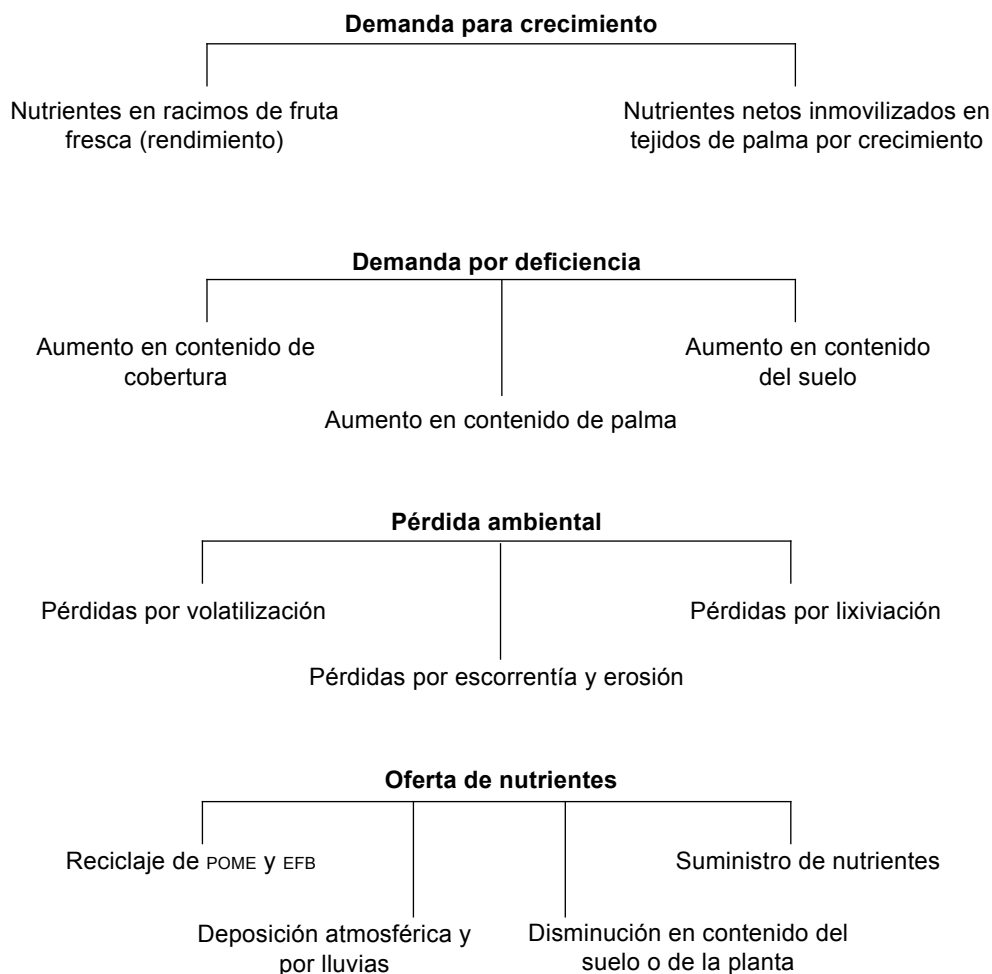 Demanda para crecimiento
Nutrientes en racimos de fruta
fresca (rendimiento)
Nutrientes netos inmovilizados en
tejidos de palma por crecimiento
Demanda por deficiencia
Aumento en contenido de
cobertura
Aumento en contenido
del suelo
Aumento en contenido de palma
Pérdida ambiental
Pérdidas por volatilización
Pérdidas por lixiviación
Pérdidas por escorrentía y erosión
Oferta de nutrientes
Reciclaje de POME y EFB
Suministro de nutrientes
Deposición atmosférica y
por lluvias
Disminución en contenido del
suelo o de la planta